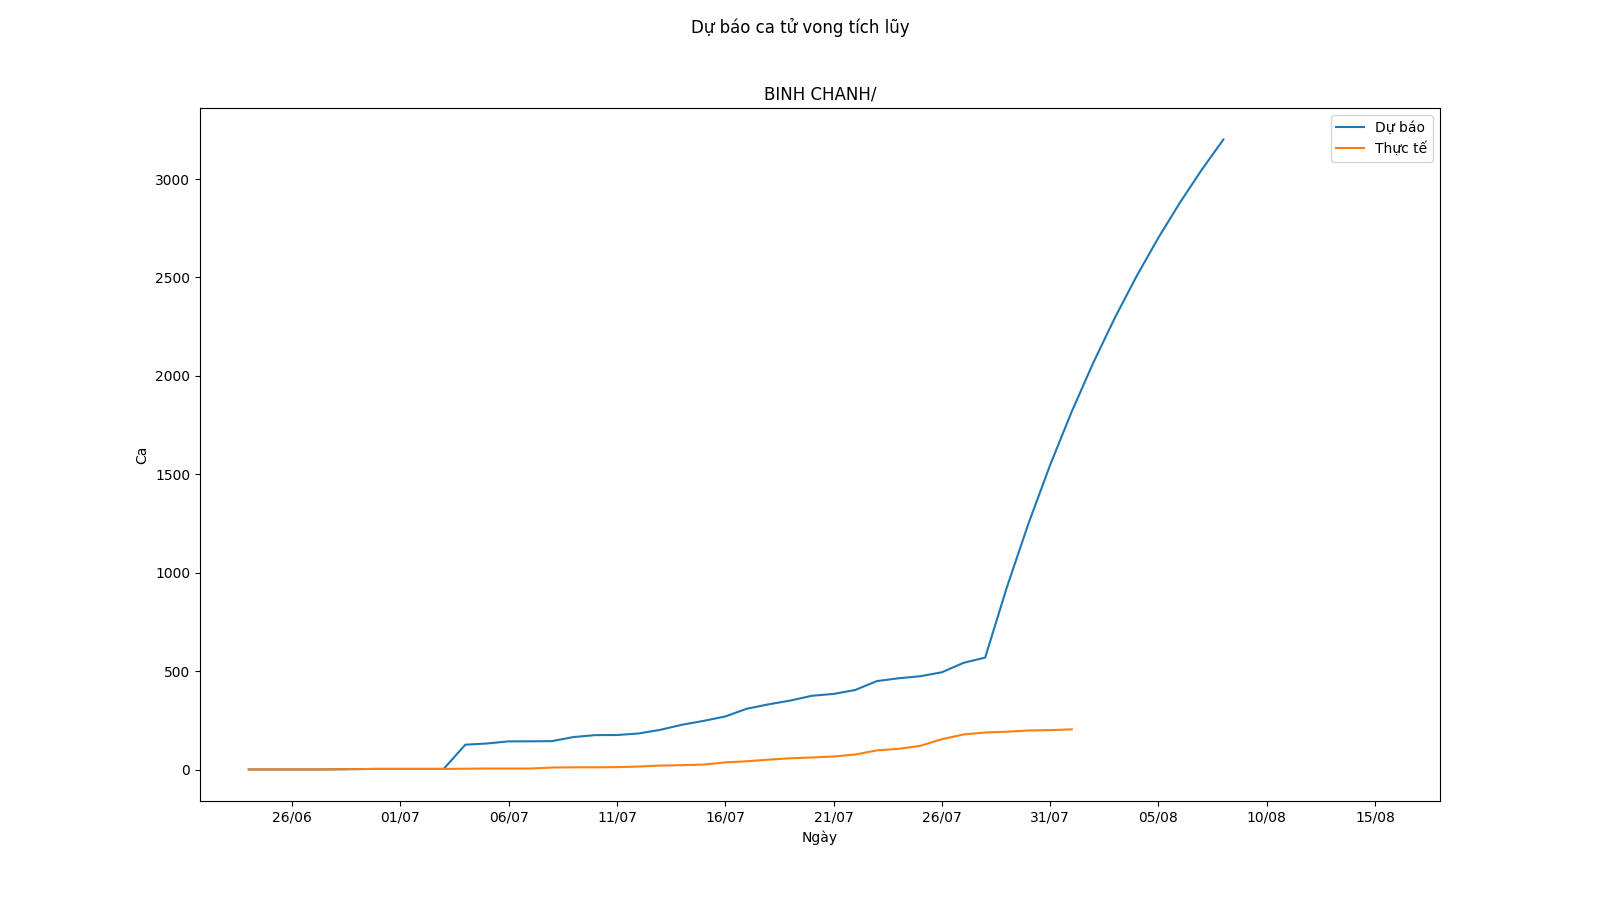 Dự báo ca tử vong tích lũy
BINH CHANH/
Dự báo
Thực tế
3000
2500
2000
1500
1000
500
0
Ca
26/06 01/07 06/07 11/07 16/07 21/07 26/07 31/07 05/08 10/08 15/08
Ngày